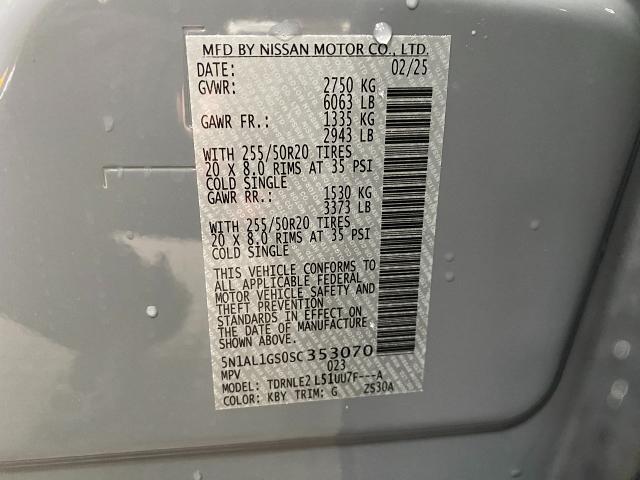 MFD BY NISSAN MOTOR CO., LTD.
DATE: 02/25
GVWR: 2750 KG
6063 LB
GAWR FR.: 1335 KG
2943 LB
WITH 255/50R20 TIRES
20 X 8.0 RIMS AT 35 PSI
COLD SINGLE
GAWR RR.: 1530 KG
3373 LB
WITH 255/50R20 TIRES
20 X 8.0 RIMS AT 35 PSI
COLD SINGLE
THIS VEHICLE CONFORMS TO
ALL APPLICABLE FEDERAL
MOTOR VEHICLE SAFETY AND
THEFT PREVENTION
STANDARDS IN EFFECT ON
THE DATE OF MANUFACTURE
SHOWN ABOVE.
5N1AL1GS0SC353070
MPV 023
MODEL: TDRNLE2 LSIUU7F---A
COLOR: KBY TRIM: G ZS30A